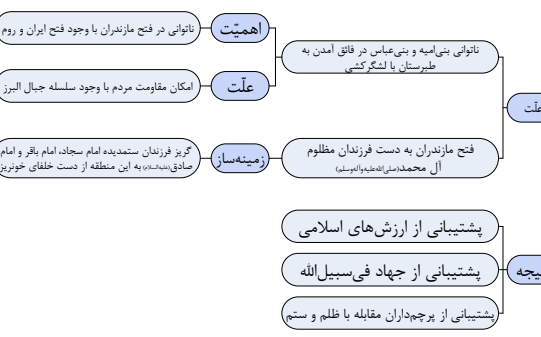 علّت
ناتوانی بنی‌امیه و بنی‌عباس در فائق آمدن به
طبرستان با لشگرکشی
اهمیّت
ناتوانی در فتح مازندران با وجود فتح ایران و روم
علّت
امکان مقاومت مردم با وجود سلسله جبال البرز
فتح مازندران به دست فرزندان مظلوم
آل محمد(صلی‌الله‌علیه‌وآله‌وسلم)
زمینه‌ساز
گریز فرزندان ستمدیده امام سجاد، امام باقر و امام
صادق(علیه‌السلام) به این منطقه از دست خلفای خونریز
یجه
پشتیبانی از ارزش‌های اسلامی
پشتیبانی از جهاد فی‌سبیل‌الله
پشتیبانی از پرچم‌داران مقابله با ظلم و ستم